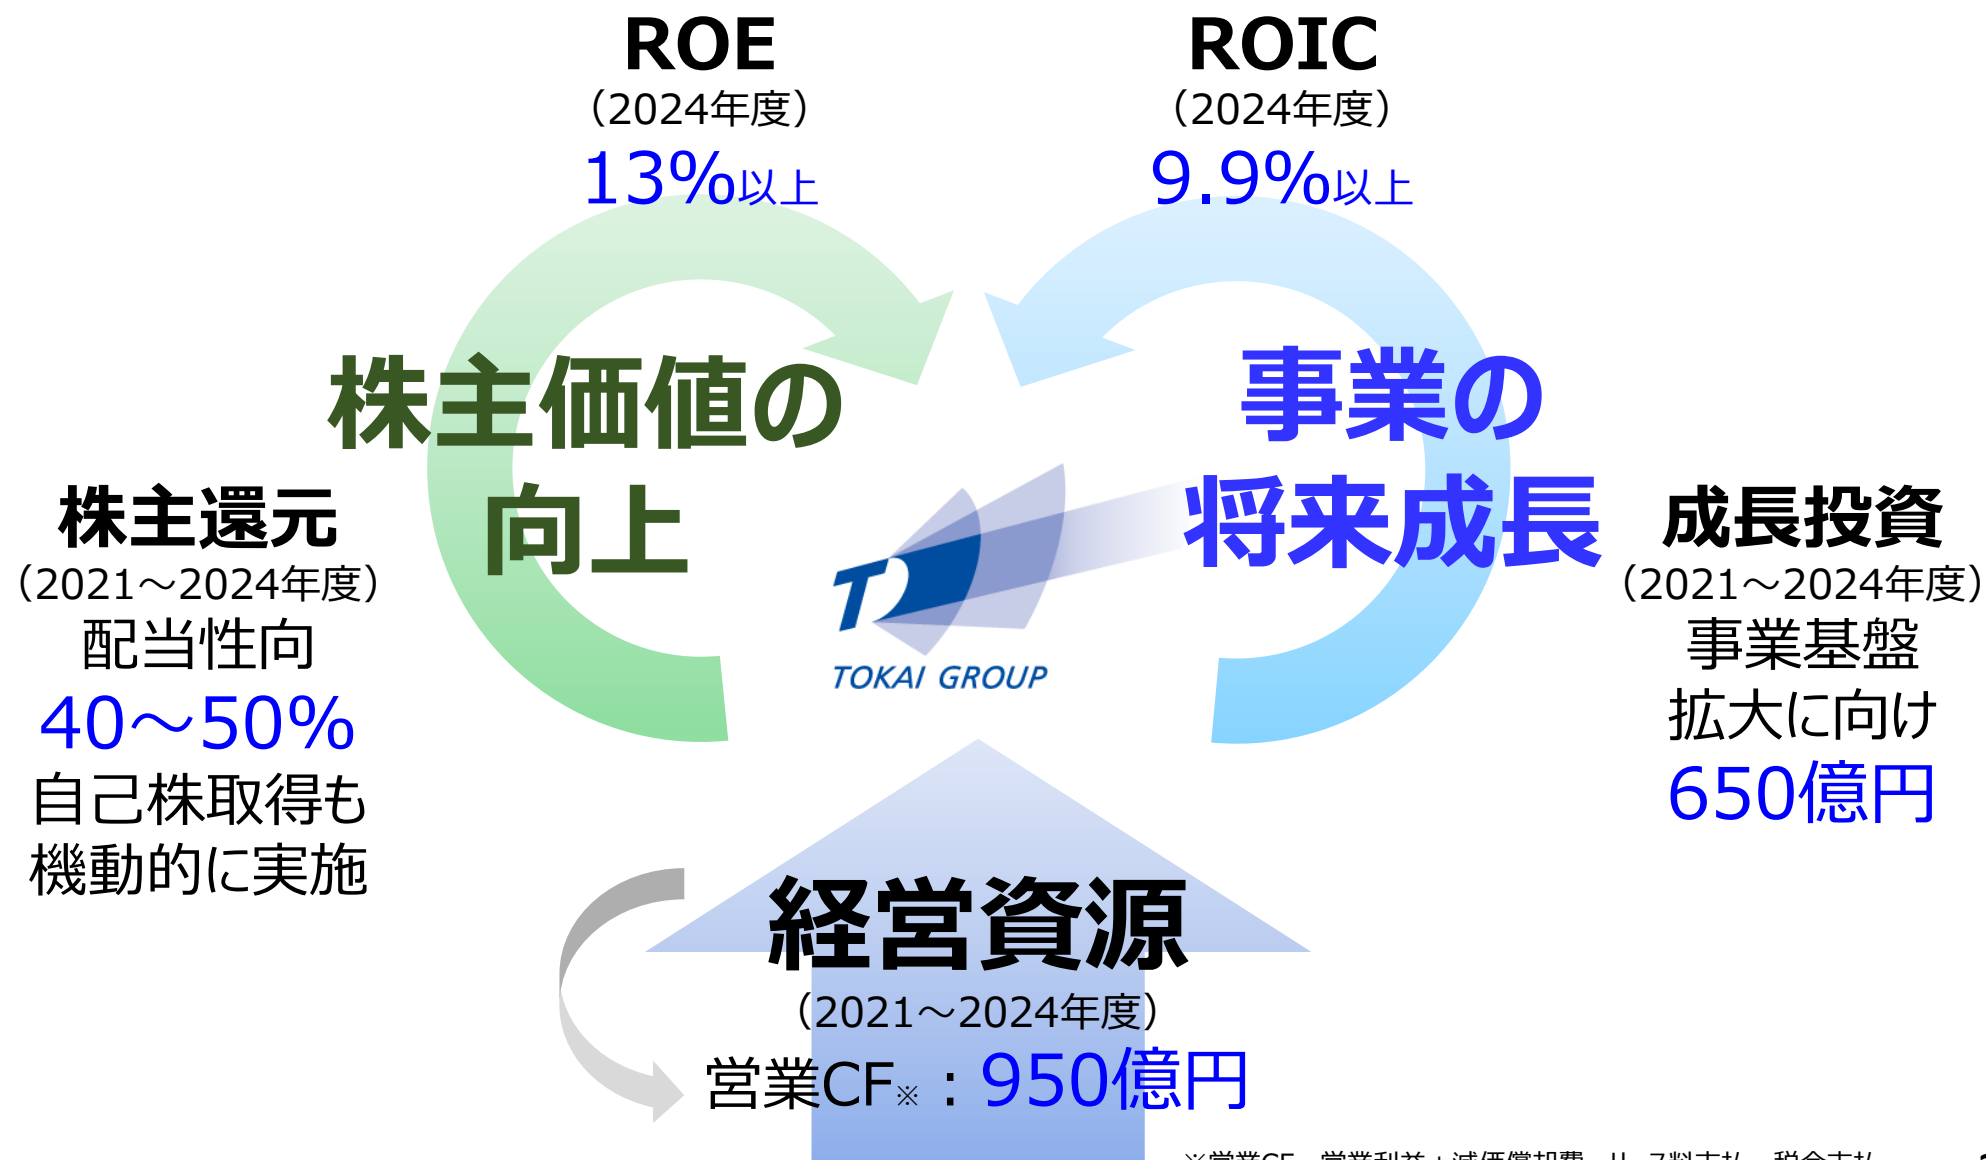 ROE
（2024年度）
13%以上
ROIC
（2024年度）
9.9%以上
株主価値の
向上
事業の
将来成長
株主還元
（2021～2024年度）
配当性向
40～50%
自己株取得も
機動的に実施
TOKAI GROUP
成長投資
（2021～2024年度）
事業基盤
拡大に向け
650億円
経営資源
（2021～2024年度）
営業CF※：950億円